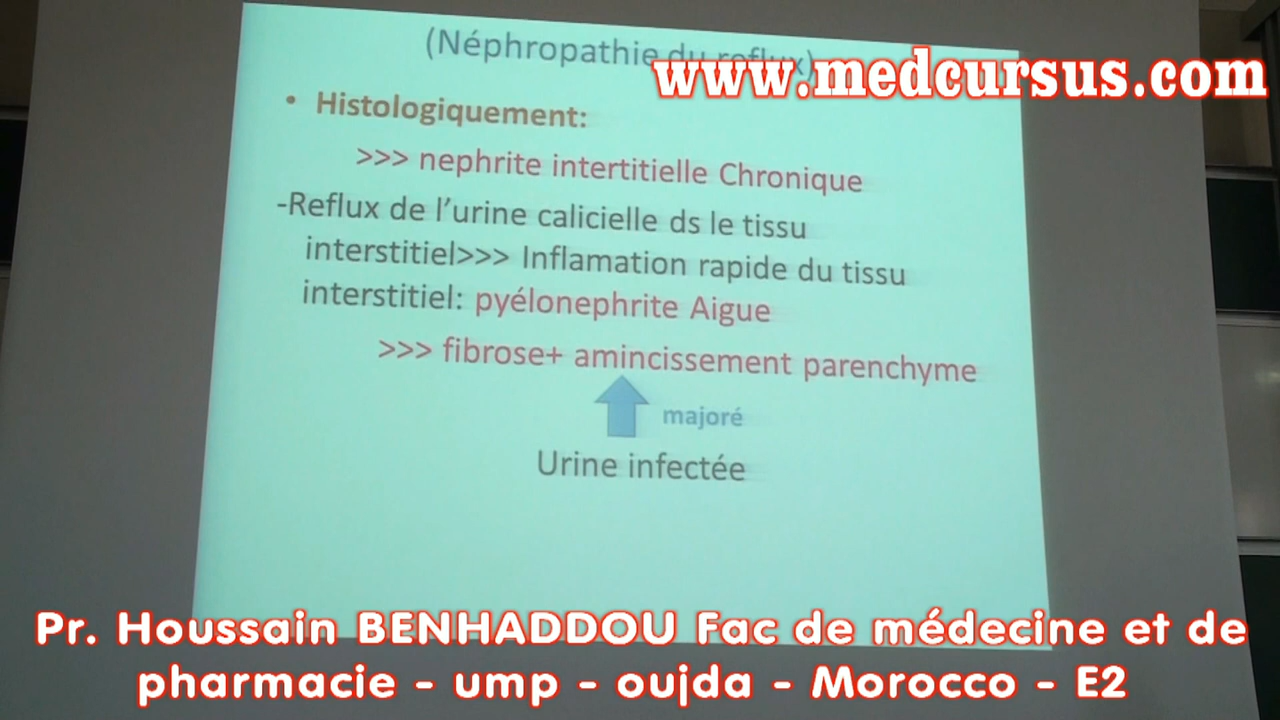 (Néphropathie du reflux)
www.medcursus.com
• Histologiquement:
>>> nephrite intertitielle Chronique
-Reflux de l'urine calicielle ds le tissu
interstitiel>>> Inflamation rapide du tissu
interstitiel: pyélonephrite Aigue
>>> fibrose+ amincissement parenchyme
majoré
Urine infectée
Pr. Houssain BENHADDOU Fac de médecine et de
pharmacie - ump - oujda - Morocco - E2